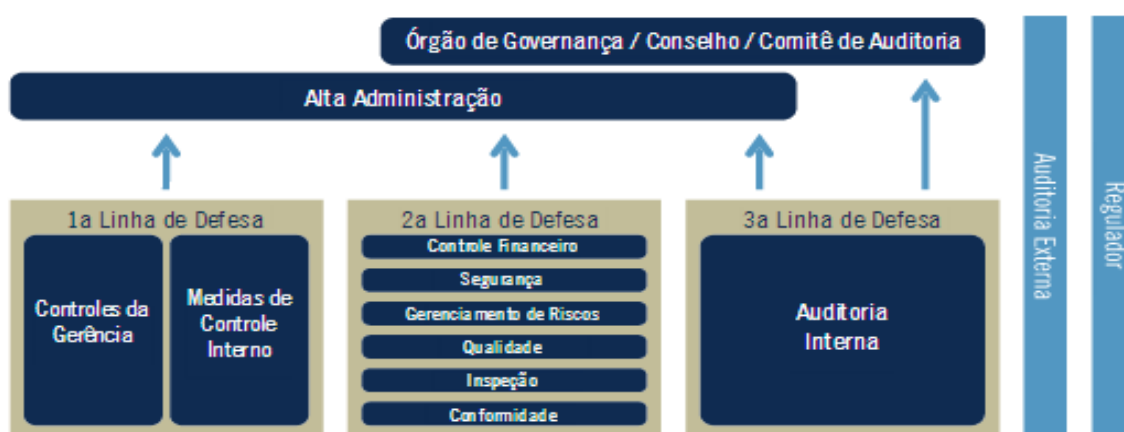 Órgão de Governança / Conselho / Comitê de Auditoria
Alta Administração
1a Linha de Defesa
Controles da
Gerência
Medidas de
Controle
Interno
2a Linha de Defesa
Controle Financeiro
Segurança
Gerenciamento de Riscos
Qualidade
Inspeção
Conformidade
3a Linha de Defesa
Auditoria
Interna
Auditoria Externa
Regulador